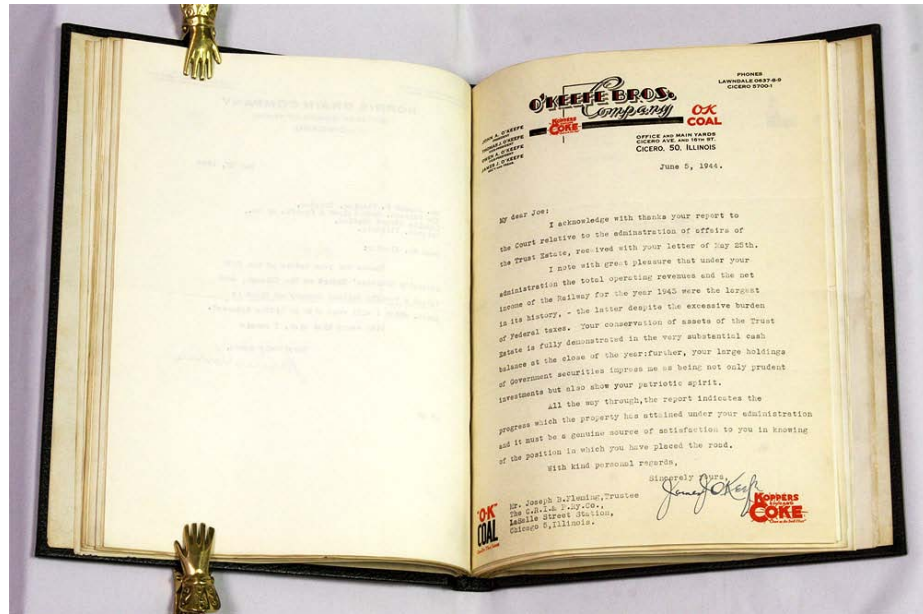 O'KEEFE BROS.
Company
KOPPERS
COKE
O-K
COAL
PHONES
LAWNDALE 0637-8-9
CICERO 5700-1
JOHN A. O'KEEFE
THOMAS J. O'KEEFE
OWEN A. O'KEEFE
JAMES J. O'KEEFE
OFFICE AND MAIN YARDS
CICERO AVE. AND 16TH ST.
CICERO, 50, ILLINOIS
June 5, 1944.
My dear Joe:
I acknowledge with thanks your report to
the Court relative to the administration of affairs of
the Trust Estate, received with your letter of May 25th.
I note with great pleasure that under your
administration the total operating revenues and the net
income of the Railway for the year 1943 were the largest
in its history, - the latter despite the excessive burden
of Federal taxes. Your conservation of assets of the Trust
Estate is fully demonstrated in the very substantial cash
balance at the close of the year:further, your large holdings
of Government securities impress me as being not only prudent
investments but also show your patriotic spirit.
All the way through,the report indicates the
progress which the property has attained under your administration
and it must be a genuine source of satisfaction to you in knowing
of the position in which you have placed the road.
With kind personal regards,
Sincerely yours,
James J O'Keefe
Mr. Joseph B.Fleming,Trustee
The C.R.I.& P.Ry.Co.,
LaSalle Street Station,
Chicago 5,Illinois.
"O-K"
COAL
KOPPERS
COKE